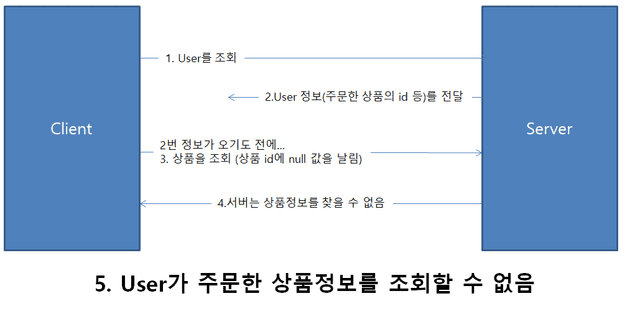 Client
Server
1. User를 조회
2.User 정보(주문한 상품의 id 등)를 전달
2번 정보가 오기도 전에...
3. 상품을 조회 (상품 id에 null 값을 날림)
4.서버는 상품정보를 찾을 수 없음
5. User가 주문한 상품정보를 조회할 수 없음